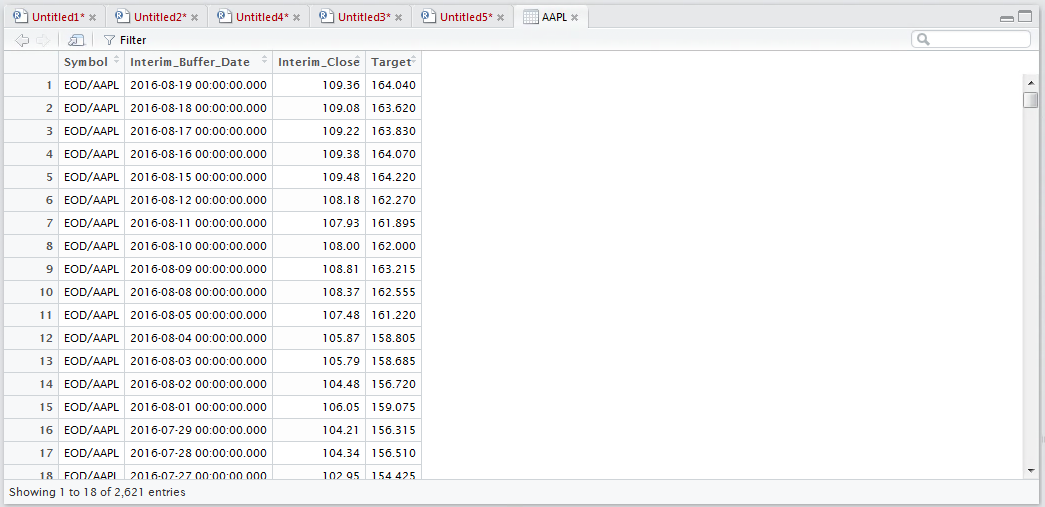 Untitled1* Untitled2* Untitled4* Untitled3* Untitled5* AAPL
Filter
Symbol Interim_Buffer_Date Interim_Close Target
1 EOD/AAPL 2016-08-19 00:00:00.000 109.36 164.040
2 EOD/AAPL 2016-08-18 00:00:00.000 109.08 163.620
3 EOD/AAPL 2016-08-17 00:00:00.000 109.22 163.830
4 EOD/AAPL 2016-08-16 00:00:00.000 109.38 164.070
5 EOD/AAPL 2016-08-15 00:00:00.000 109.48 164.220
6 EOD/AAPL 2016-08-12 00:00:00.000 108.18 162.270
7 EOD/AAPL 2016-08-11 00:00:00.000 107.93 161.895
8 EOD/AAPL 2016-08-10 00:00:00.000 108.00 162.000
9 EOD/AAPL 2016-08-09 00:00:00.000 108.81 163.215
10 EOD/AAPL 2016-08-08 00:00:00.000 108.37 162.555
11 EOD/AAPL 2016-08-05 00:00:00.000 107.48 161.220
12 EOD/AAPL 2016-08-04 00:00:00.000 105.87 158.805
13 EOD/AAPL 2016-08-03 00:00:00.000 105.79 158.685
14 EOD/AAPL 2016-08-02 00:00:00.000 104.48 156.720
15 EOD/AAPL 2016-08-01 00:00:00.000 106.05 159.075
16 EOD/AAPL 2016-07-29 00:00:00.000 104.21 156.315
17 EOD/AAPL 2016-07-28 00:00:00.000 104.34 156.510
18 EOD/AAPL 2016-07-27 00:00:00.000 102.95 154.425
Showing 1 to 18 of 2,621 entries